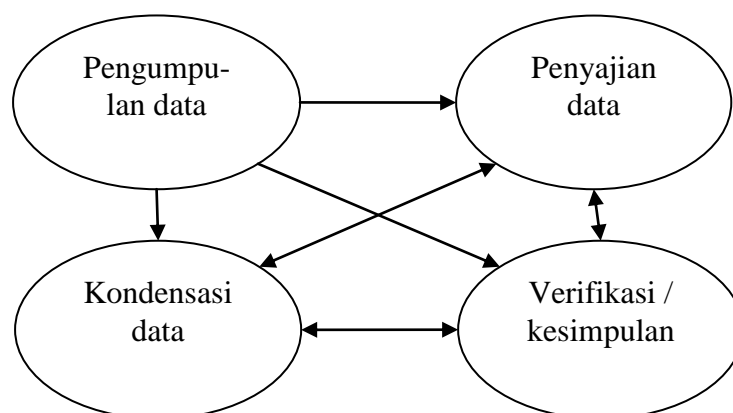 Pengumpu-
lan data
Penyajian
data
Kondensasi
data
Verifikasi /
kesimpulan